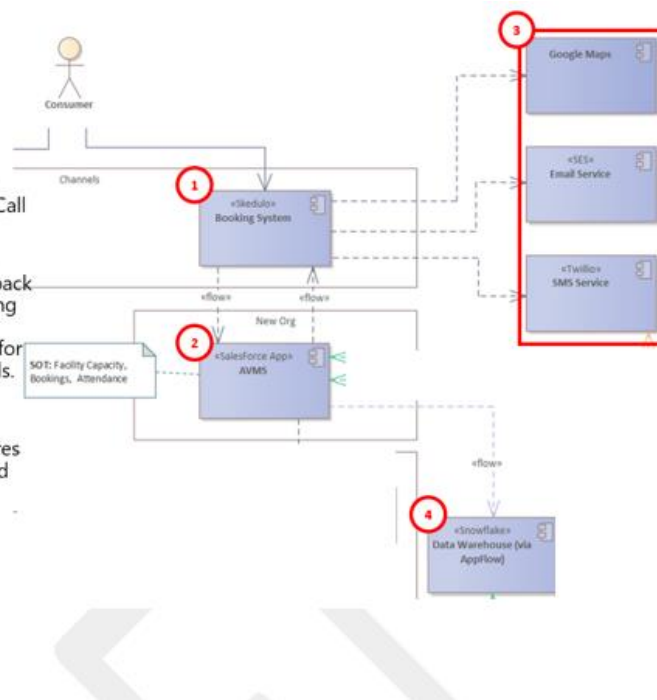 3
Google Maps
Consumer
Channels
1
«SES»
Email Service
Call
«Skedulo»
Booking System
back
ng
«flow»
«flow»
«Twillio»
SMS Service
New Org
2
for
s.
SOT: Facility Capacity,
Bookings, Attendance
«SalesForce App»
AVMS
res
d
«flow»
4
«Snowflake»
Data Warehouse (via
AppFlow)